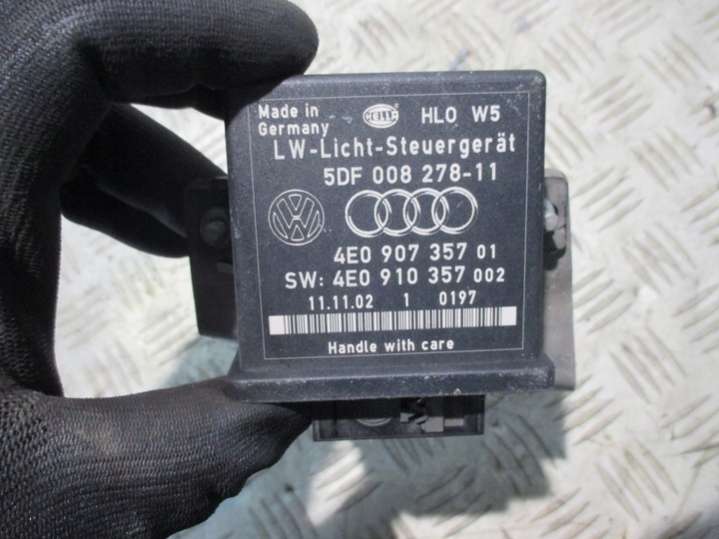 Made in
Germany
HELLA
HLO W5
LW-Licht-Steuergerät
5DF 008 278-11
4E0 907 357 01
SW: 4E0 910 357 002
11.11.02 1 0197
Handle with care